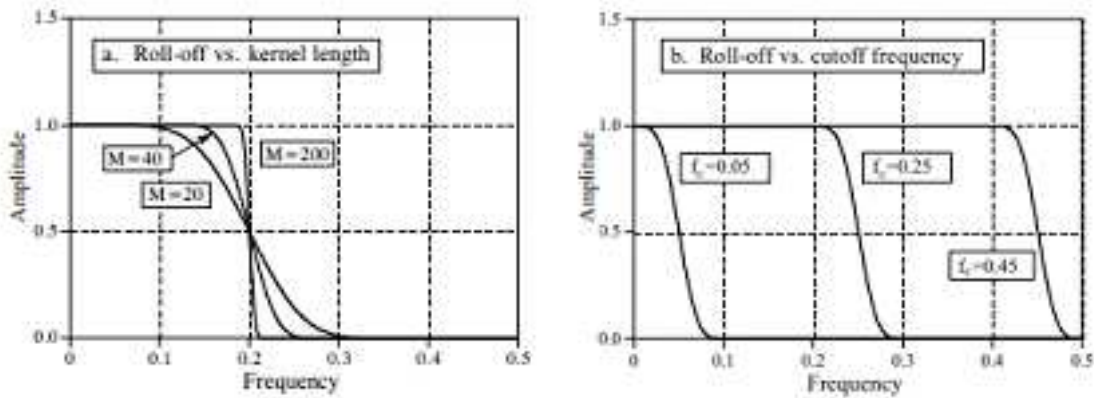 a. Roll-off vs. kernel length
1.5
1.0
0.5
0.0
Amplitude
M=40
M=200
M=20
0
0.1
0.2
0.3
0.4
0.5
Frequency
b. Roll-off vs. cutoff frequency
1.5
1.0
0.5
0.0
Amplitude
fc=0.05
fc=0.25
fc=0.45
0
0.1
0.2
0.3
0.4
0.5
Frequency